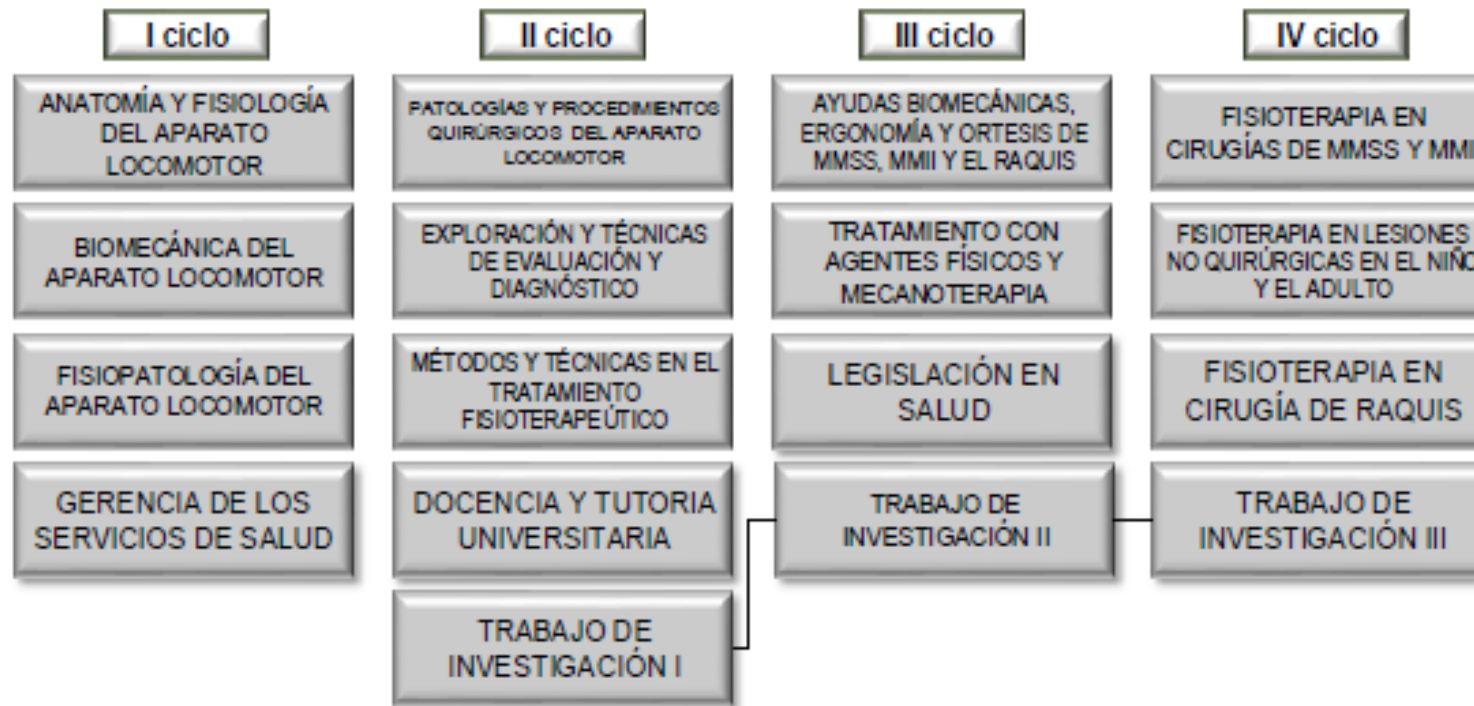 I ciclo
ANATOMÍA Y FISIOLOGÍA
DEL APARATO
LOCOMOTOR
BIOMECÁNICA DEL
APARATO LOCOMOTOR
FISIOPATOLOGÍA DEL
APARATO LOCOMOTOR
GERENCIA DE LOS
SERVICIOS DE SALUD
II ciclo
PATOLOGÍAS Y PROCEDIMIENTOS
QUIRÚRGICOS DEL APARATO
LOCOMOTOR
EXPLORACIÓN Y TÉCNICAS
DE EVALUACIÓN Y
DIAGNÓSTICO
MÉTODOS Y TÉCNICAS EN EL
TRATAMIENTO
FISIOTERAPEÚTICO
DOCENCIA Y TUTORIA
UNIVERSITARIA
TRABAJO DE
INVESTIGACIÓN I
III ciclo
AYUDAS BIOMECÁNICAS,
ERGONOMÍA Y ORTESIS DE
MMSS, MMII Y EL RAQUIS
TRATAMIENTO CON
AGENTES FÍSICOS Y
MECANOTERAPIA
LEGISLACIÓN EN
SALUD
TRABAJO DE
INVESTIGACIÓN II
IV ciclo
FISIOTERAPIA EN
CIRUGÍAS DE MMSS Y MMII
FISIOTERAPIA EN LESIONES
NO QUIRÚRGICAS EN EL NIÑO
Y EL ADULTO
FISIOTERAPIA EN
CIRUGÍA DE RAQUIS
TRABAJO DE
INVESTIGACIÓN III